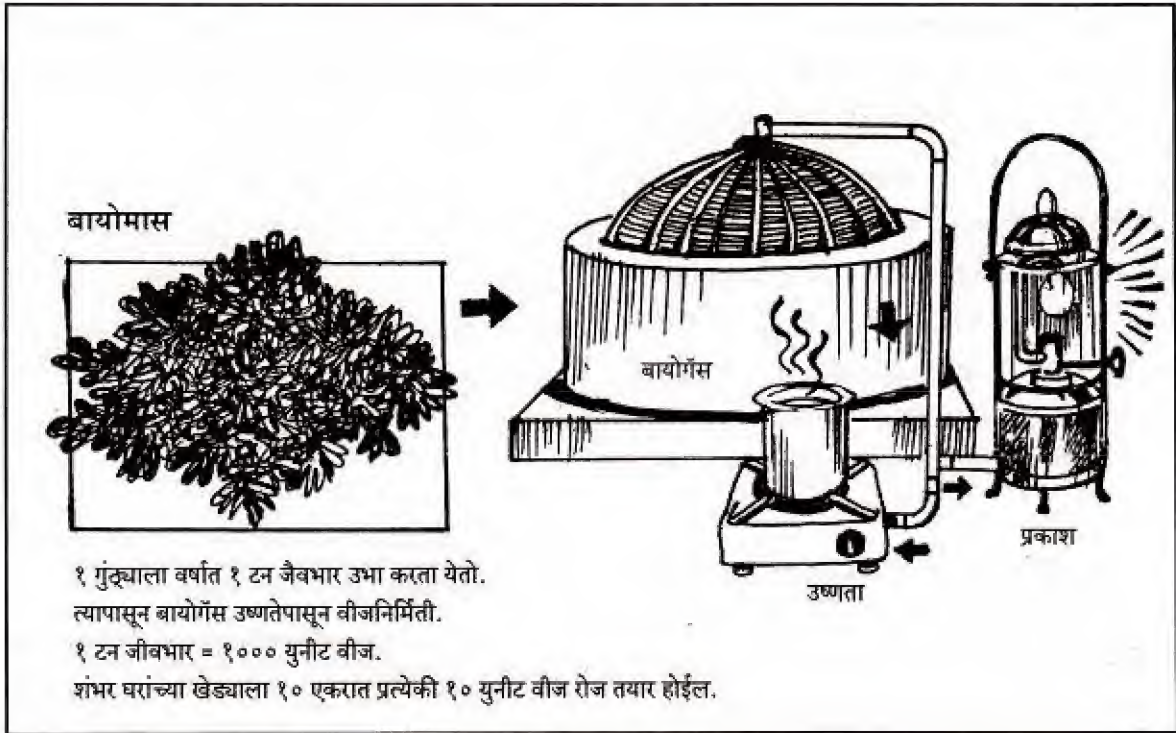 बायोमास
बायोगॅस
प्रकाश
उष्णता
१ गुंठ्याला वर्षात १ टन जैवभार उभा करता येतो.
त्यापासून बायोगॅस उष्णतेपासून वीजनिर्मिती.
१ टन जीवभार = १००० युनीट वीज.
शंभर घरांच्या खेड्याला १० एकरात प्रत्येकी १० युनीट वीज रोज तयार होईल.